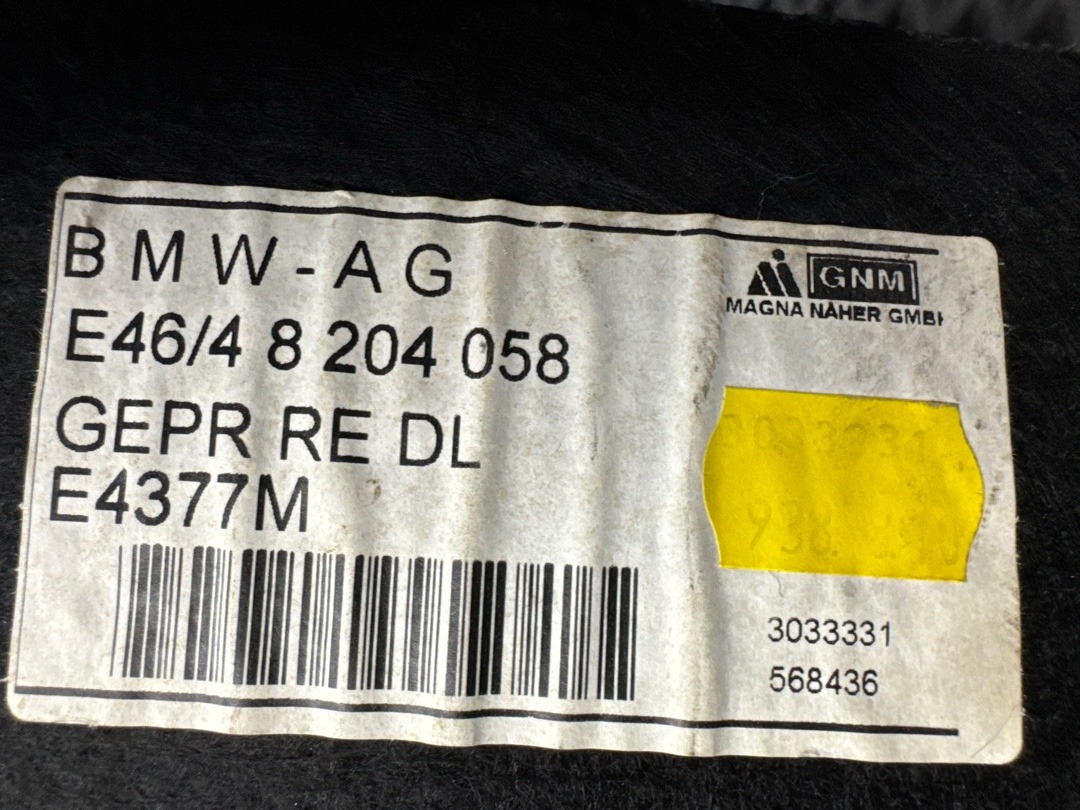 BMW-AG
E46/4 8 204 058
GEPR RE DL
E4377M
GNM
MAGNA NÄHER GMBH
3033331
568436